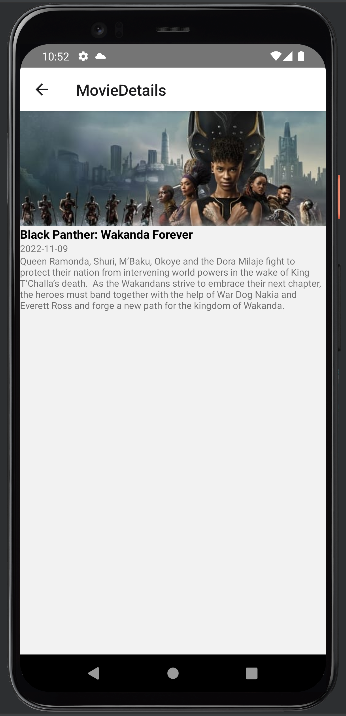 10:52
MovieDetails
Black Panther: Wakanda Forever
2022-11-09
Queen Ramonda, Shuri, M’Baku, Okoye and the Dora Milaje fight to
protect their nation from intervening world powers in the wake of King
T’Challa’s death.  As the Wakandans strive to embrace their next chapter,
the heroes must band together with the help of War Dog Nakia and
Everett Ross and forge a new path for the kingdom of Wakanda.